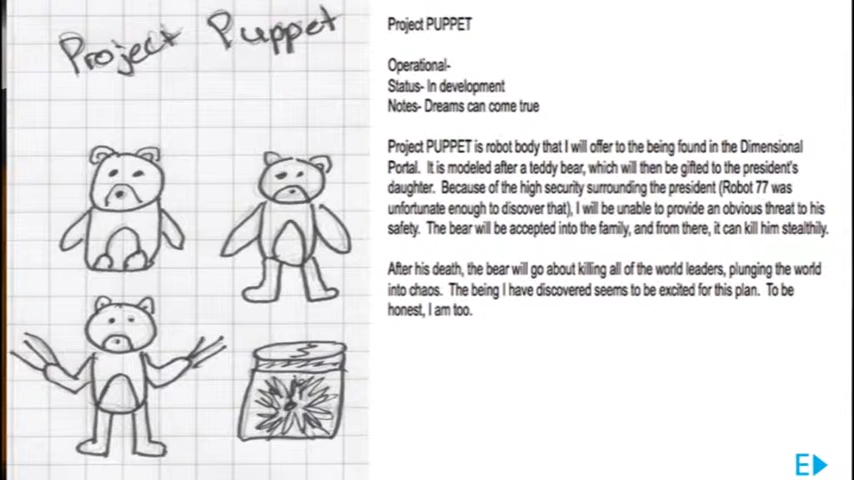 Project Puppet
Project PUPPET
Operational-
Status- In development
Notes- Dreams can come true
Project PUPPET is robot body that I will offer to the being found in the Dimensional
Portal.  It is modeled after a teddy bear, which will then be gifted to the president's
daughter.  Because of the high security surrounding the president (Robot 77 was
unfortunate enough to discover that), I will be unable to provide an obvious threat to his
safety.  The bear will be accepted into the family, and from there, it can kill him stealthily.
After his death, the bear will go about killing all of the world leaders, plunging the world
into chaos.  The being I have discovered seems to be excited for this plan.  To be
honest, I am too.
E